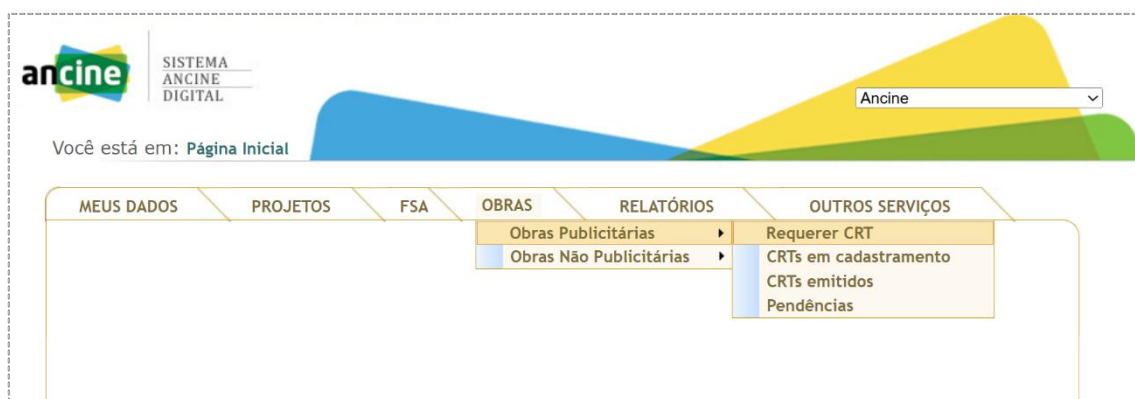 ancine
SISTEMA
ANCINE
DIGITAL
Ancine
Você está em: Página Inicial
MEUS DADOS PROJETOS FSA OBRAS RELATÓRIOS OUTROS SERVIÇOS
Obras Publicitárias Requerer CRT
Obras Não Publicitárias CRTs em cadastramento
CRTs emitidos
Pendências